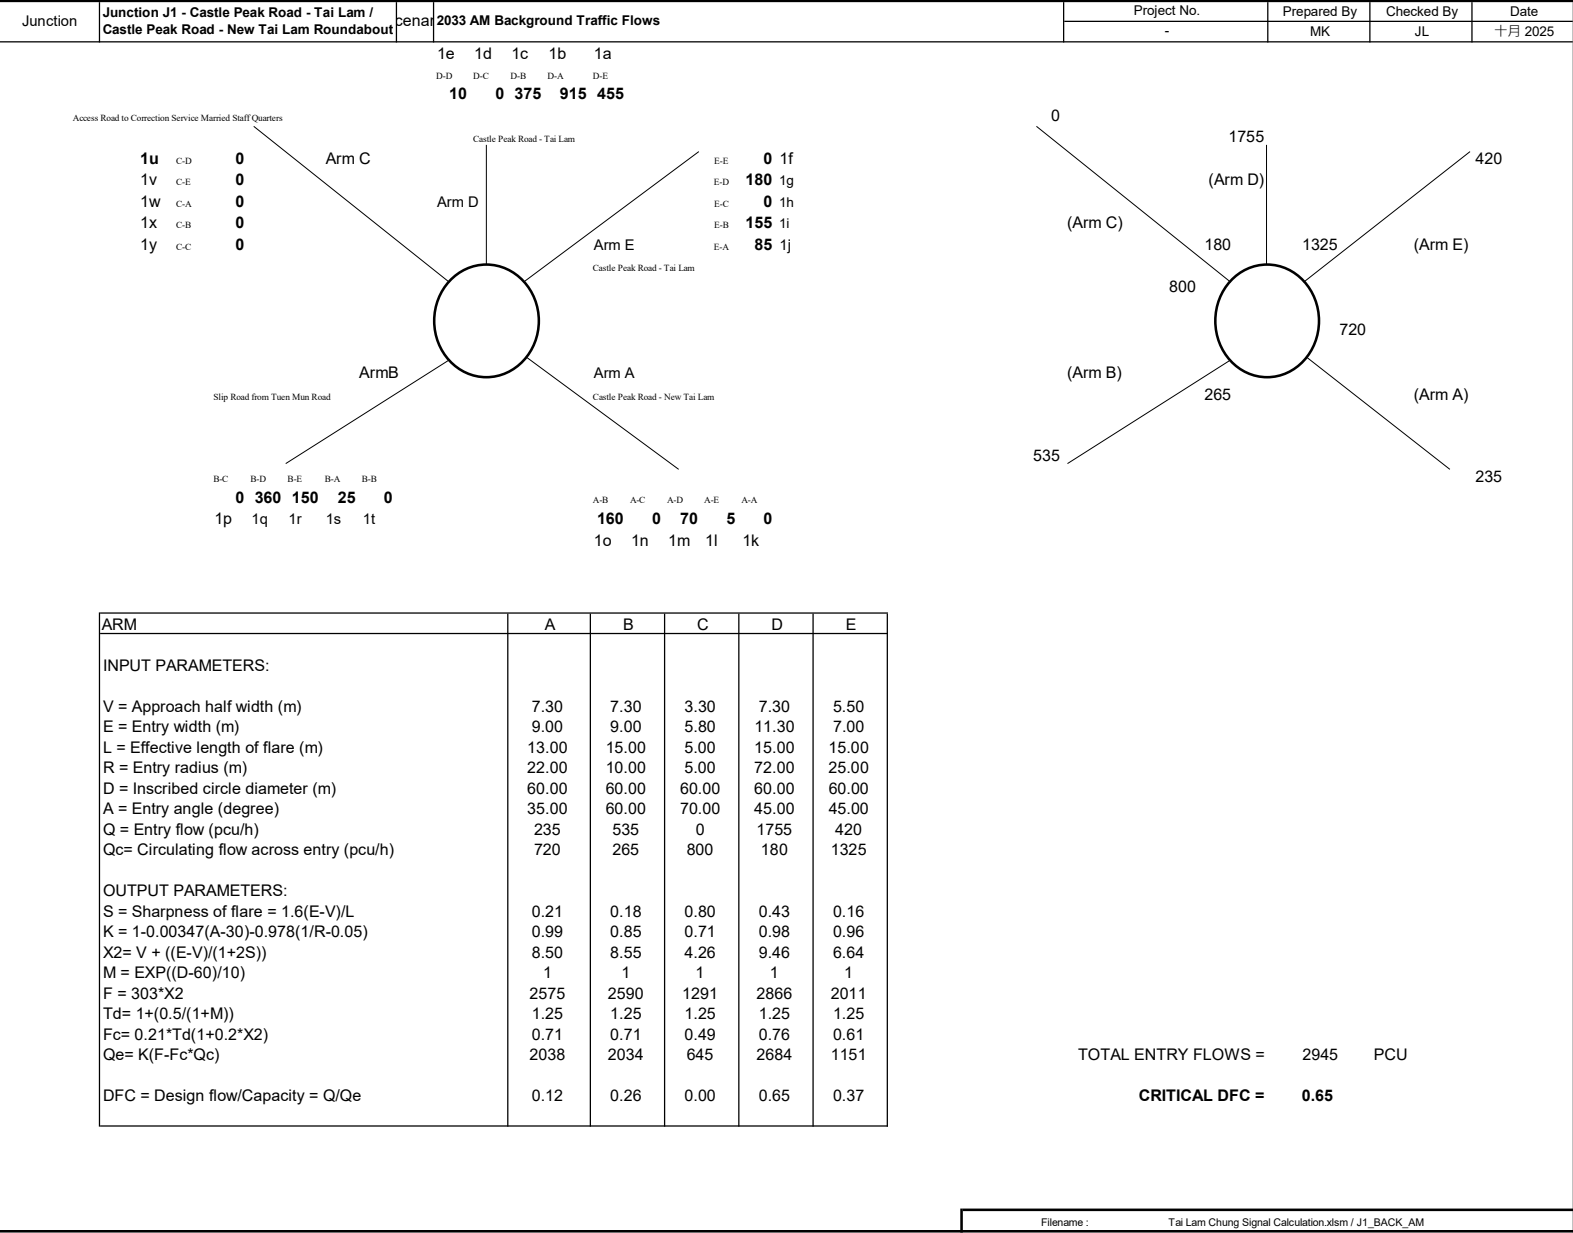 Junction
Junction J1 - Castle Peak Road - Tai Lam /
Castle Peak Road - New Tai Lam Roundabout
cenar
2033 AM Background Traffic Flows
Project No. Prepared By Checked By Date
- MK JL 十月 2025
1e 1d 1c 1b 1a
D-D D-C D-B D-A D-E
10 0 375 915 455
Access Road to Correction Service Married Staff Quarters
Castle Peak Road - Tai Lam
1u C-D 0
1v C-E 0
1w C-A 0
1x C-B 0
1y C-C 0
Arm C
Arm D
E-E 0 1f
E-D 180 1g
E-C 0 1h
E-B 155 1i
E-A 85 1j
Arm E
Castle Peak Road - Tai Lam
ArmB
Slip Road from Tuen Mun Road
Arm A
Castle Peak Road - New Tai Lam
B-C B-D B-E B-A B-B
0 360 150 25 0
1p 1q 1r 1s 1t
A-B A-C A-D A-E A-A
160 0 70 5 0
1o 1n 1m 1l 1k
0
1755
420
(Arm D)
(Arm C)
180
1325
(Arm E)
800
720
(Arm B)
265
(Arm A)
535
235
ARM A B C D E
INPUT PARAMETERS:
V = Approach half width (m) 7.30 7.30 3.30 7.30 5.50
E = Entry width (m) 9.00 9.00 5.80 11.30 7.00
L = Effective length of flare (m) 13.00 15.00 5.00 15.00 15.00
R = Entry radius (m) 22.00 10.00 5.00 72.00 25.00
D = Inscribed circle diameter (m) 60.00 60.00 60.00 60.00 60.00
A = Entry angle (degree) 35.00 60.00 70.00 45.00 45.00
Q = Entry flow (pcu/h) 235 535 0 1755 420
Qc= Circulating flow across entry (pcu/h) 720 265 800 180 1325
OUTPUT PARAMETERS:
S = Sharpness of flare = 1.6(E-V)/L 0.21 0.18 0.80 0.43 0.16
K = 1-0.00347(A-30)-0.978(1/R-0.05) 0.99 0.85 0.71 0.98 0.96
X2= V + ((E-V)/(1+2S)) 8.50 8.55 4.26 9.46 6.64
M = EXP((D-60)/10) 1 1 1 1 1
F = 303*X2 2575 2590 1291 2866 2011
Td= 1+(0.5/(1+M)) 1.25 1.25 1.25 1.25 1.25
Fc= 0.21*Td(1+0.2*X2) 0.71 0.71 0.49 0.76 0.61
Qe= K(F-Fc*Qc) 2038 2034 645 2684 1151
DFC = Design flow/Capacity = Q/Qe 0.12 0.26 0.00 0.65 0.37
TOTAL ENTRY FLOWS = 2945 PCU
CRITICAL DFC = 0.65
Filename : Tai Lam Chung Signal Calculation.xlsm / J1_BACK_AM